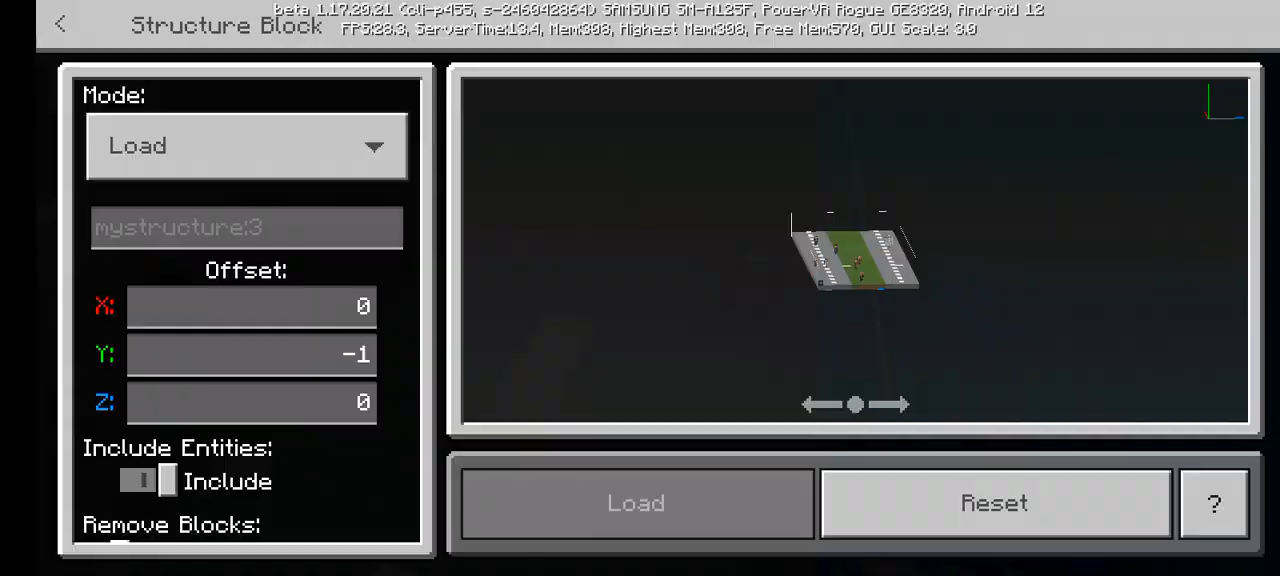 beta 1.17.20.21 (cli-p455, s-2460423364) SAMSUNG SM-A125F, PowerVR Rogue GE8320, Android 12
Structure Block
FPS:23.3, ServerTime:13.4, Mem:398, Highest Mem:398, Free Mem:570, GUI Scale: 3.0
Mode:
Load
mystructure:3
Offset:
X: 0
Y: -1
Z: 0
Include Entities:
Include
Remove Blocks:
Load
Reset
?